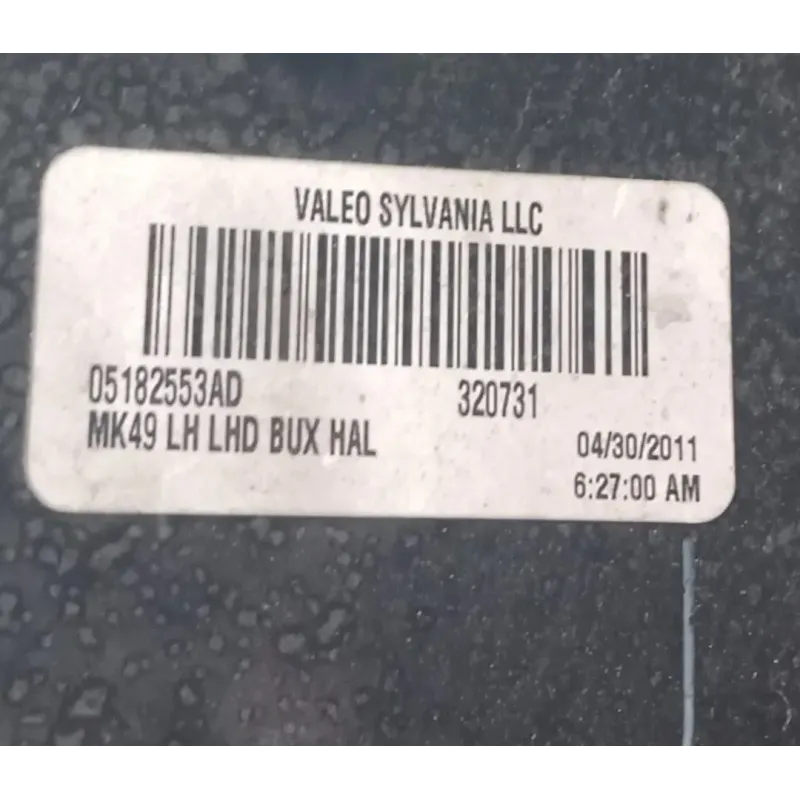 VALEO SYLVANIA LLC
05182553AD 320731
MK49 LH LHD BUX HAL 04/30/2011
6:27:00 AM